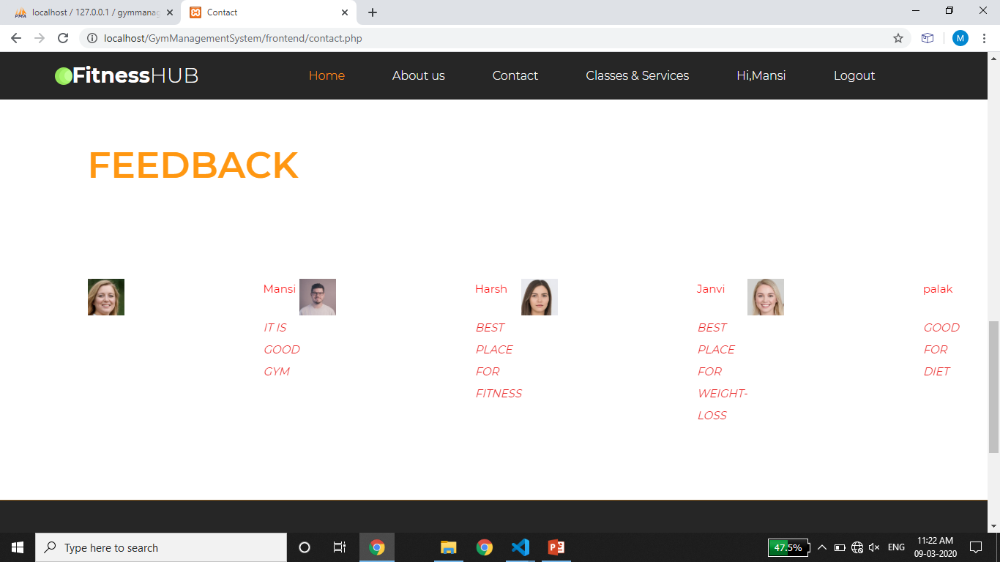 localhost / 127.0.0.1 / gymmanag
Contact
localhost/GymManagementSystem/frontend/contact.php
M
FitnessHUB
Home
About us
Contact
Classes & Services
Hi,Mansi
Logout
FEEDBACK
Mansi
IT IS
GOOD
GYM
Harsh
BEST
PLACE
FOR
FITNESS
Janvi
BEST
PLACE
FOR
WEIGHT-
LOSS
palak
GOOD
FOR
DIET
Type here to search
47.5%
ENG
11:22 AM
09-03-2020